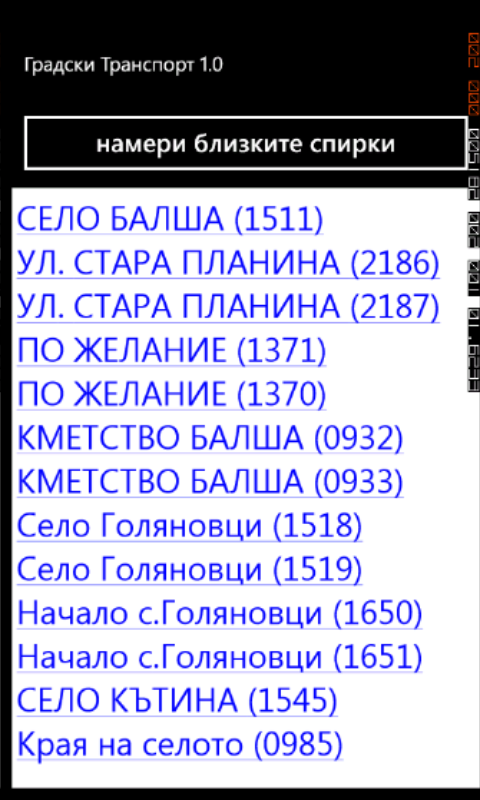 Градски Транспорт 1.0
намери близките спирки
СЕЛО БАЛША (1511)
УЛ. СТАРА ПЛАНИНА (2186)
УЛ. СТАРА ПЛАНИНА (2187)
ПО ЖЕЛАНИЕ (1371)
ПО ЖЕЛАНИЕ (1370)
КМЕТСТВО БАЛША (0932)
КМЕТСТВО БАЛША (0933)
Село Голяновци (1518)
Село Голяновци (1519)
Начало с.Голяновци (1650)
Начало с.Голяновци (1651)
СЕЛО КЪТИНА (1545)
Края на селото (0985)